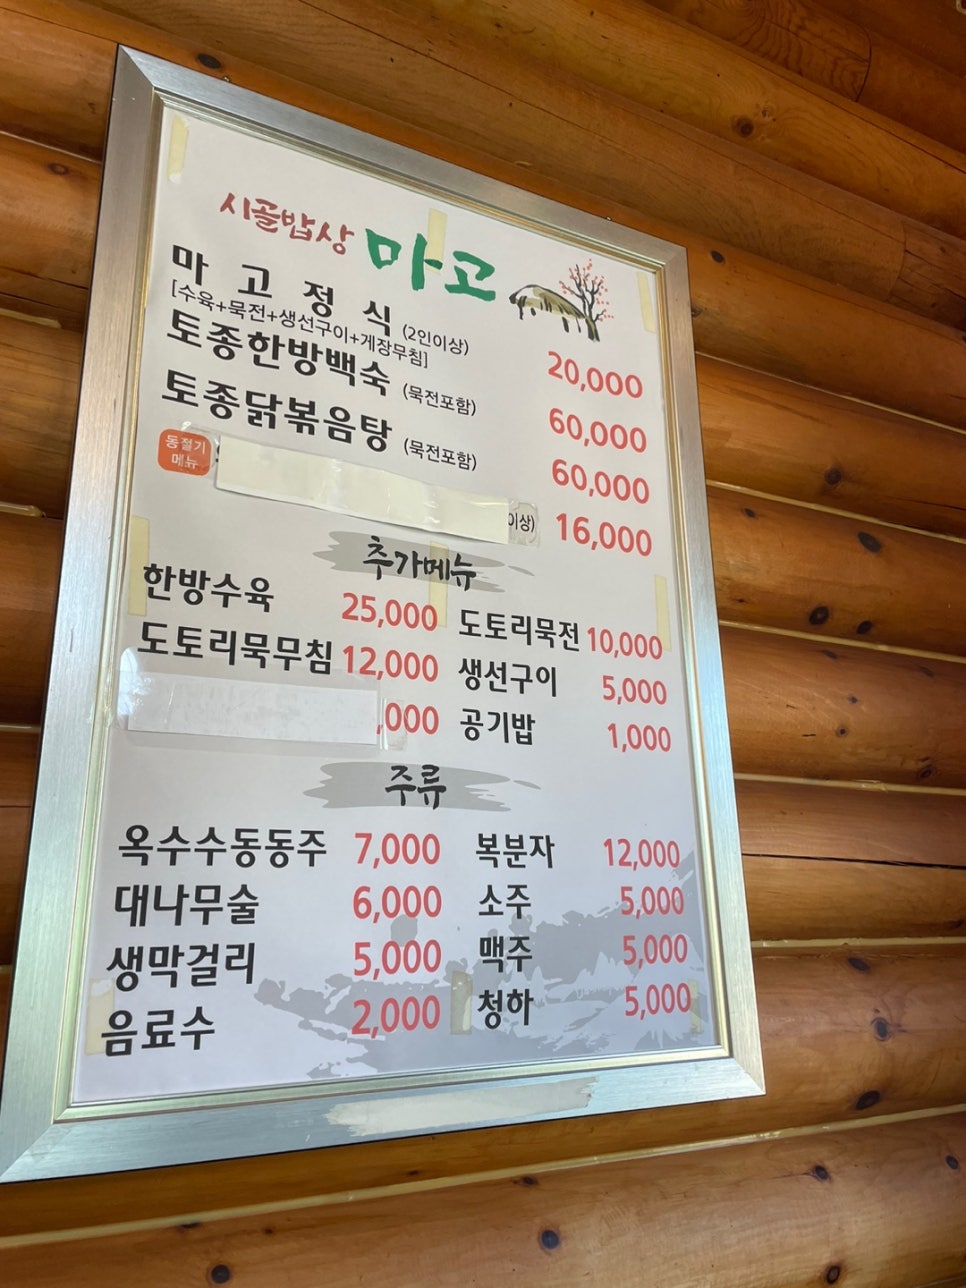 시골밥상 마고
마고정식 (2인이상) 20,000
[수육+묵전+생선구이+게장무침]
토종한방백숙 (묵전포함) 60,000
토종닭볶음탕 (묵전포함) 60,000
동절기
메뉴
이상) 16,000
추가메뉴
한방수육 25,000 도토리묵전 10,000
도토리묵무침 12,000 생선구이 5,000
,000 공기밥 1,000
주류
옥수수동동주 7,000 복분자 12,000
대나무술 6,000 소주 5,000
생막걸리 5,000 맥주 5,000
음료수 2,000 청하 5,000